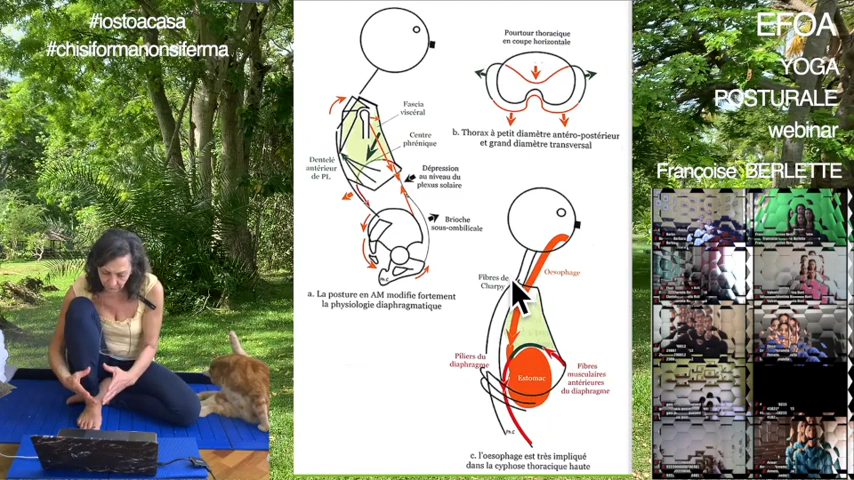 #iostoacasa
#chisiformanonsiferma
Fascia
viscéral
Centre
phrénique
Dentelé
antérieur
de PL
Dépression
au niveau du
plexus solaire
Brioche
sous-ombilicale
a. La posture en AM modifie fortement
la physiologie diaphragmatique
Pourtour thoracique
en coupe horizontale
b. Thorax à petit diamètre antéro-postérieur
et grand diamètre transversal
Oesophage
Fibres de
Charpy
Piliers du
diaphragme
Estomac
Fibres
musculaires
antérieures
du diaphragme
c. l'oesophage est très impliqué
dans la cyphose thoracique haute
EFOA
YOGA
POSTURALE
webinar
Françoise BERLETTE